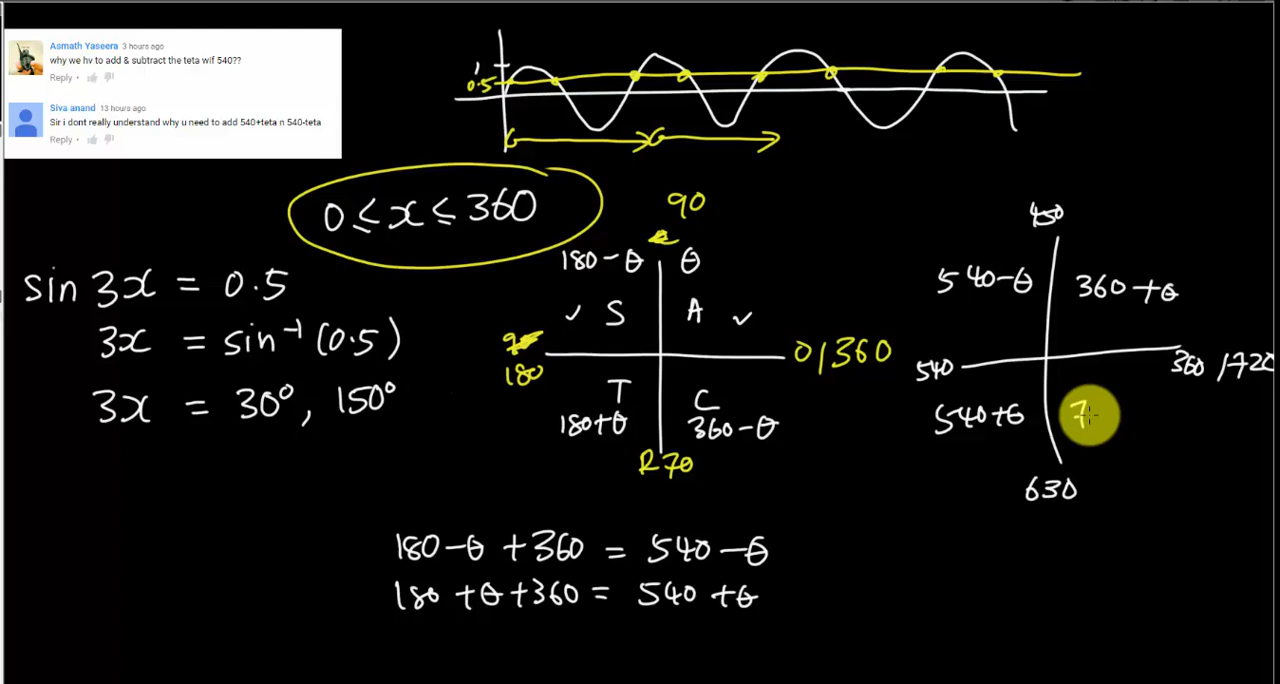 Asmath Yaseera 3 hours ago
why we hv to add & subtract the teta wif 540??
Reply
Siva anand 13 hours ago
Sir i dont really understand why u need to add 540+teta n 540-teta
Reply
1
0.5
0 ≤ x ≤ 360
sin 3x = 0.5
3x = sin⁻¹(0.5)
3x = 30°, 150°
90
180-θ θ
✓ S A ✓
180
0/360
T C
180+θ 360-θ
270
450
540-θ 360+θ
540 360/720
540+θ 7
630
180-θ+360 = 540-θ
180+θ+360 = 540+θ